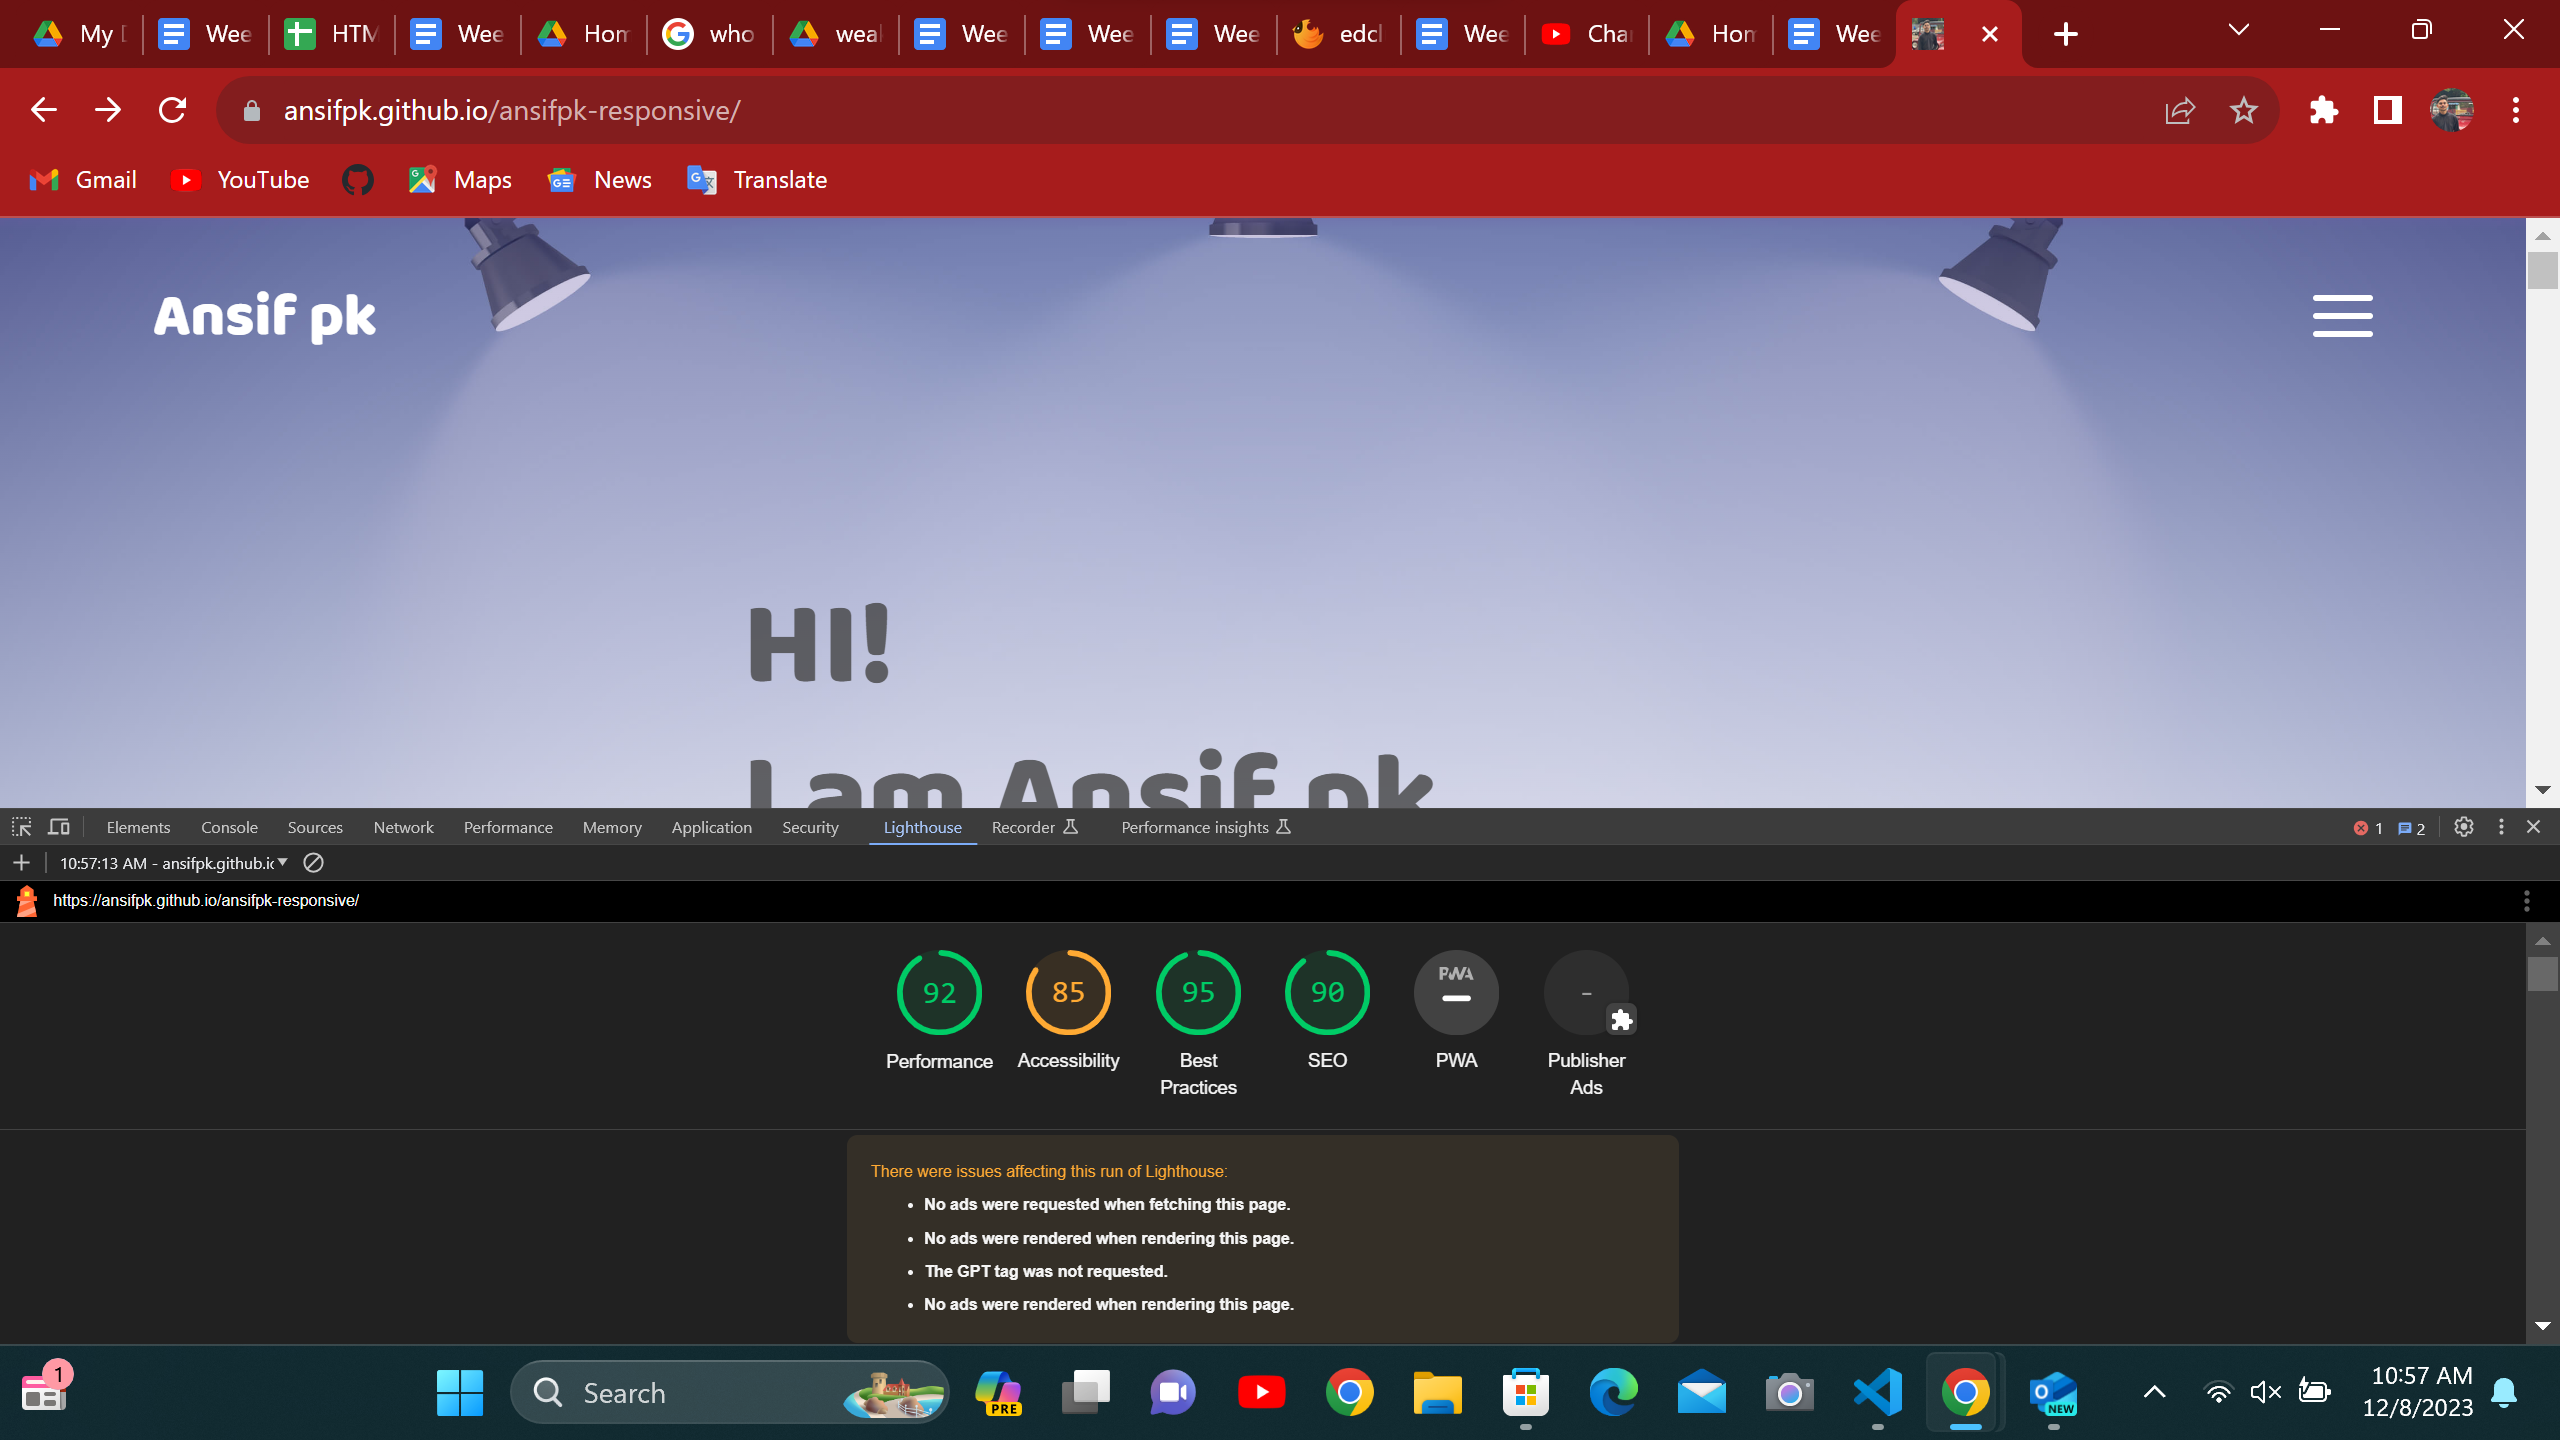 My D Wee HTM Wee Hom who weal Wee Wee Wee edcl Wee Cha Hom Wee
ansifpk.github.io/ansifpk-responsive/
Gmail YouTube Maps News Translate
Ansif pk
HI!
I am Ansif pk
Elements Console Sources Network Performance Memory Application Security Lighthouse Recorder Performance insights 1 2
10:57:13 AM - ansifpk.github.ic
https://ansifpk.github.io/ansifpk-responsive/
92 85 95 90 PWA -
Performance Accessibility Best Practices SEO PWA Publisher Ads
There were issues affecting this run of Lighthouse:
• No ads were requested when fetching this page.
• No ads were rendered when rendering this page.
• The GPT tag was not requested.
• No ads were rendered when rendering this page.
1 Search PRE NEW 10:57 AM
12/8/2023